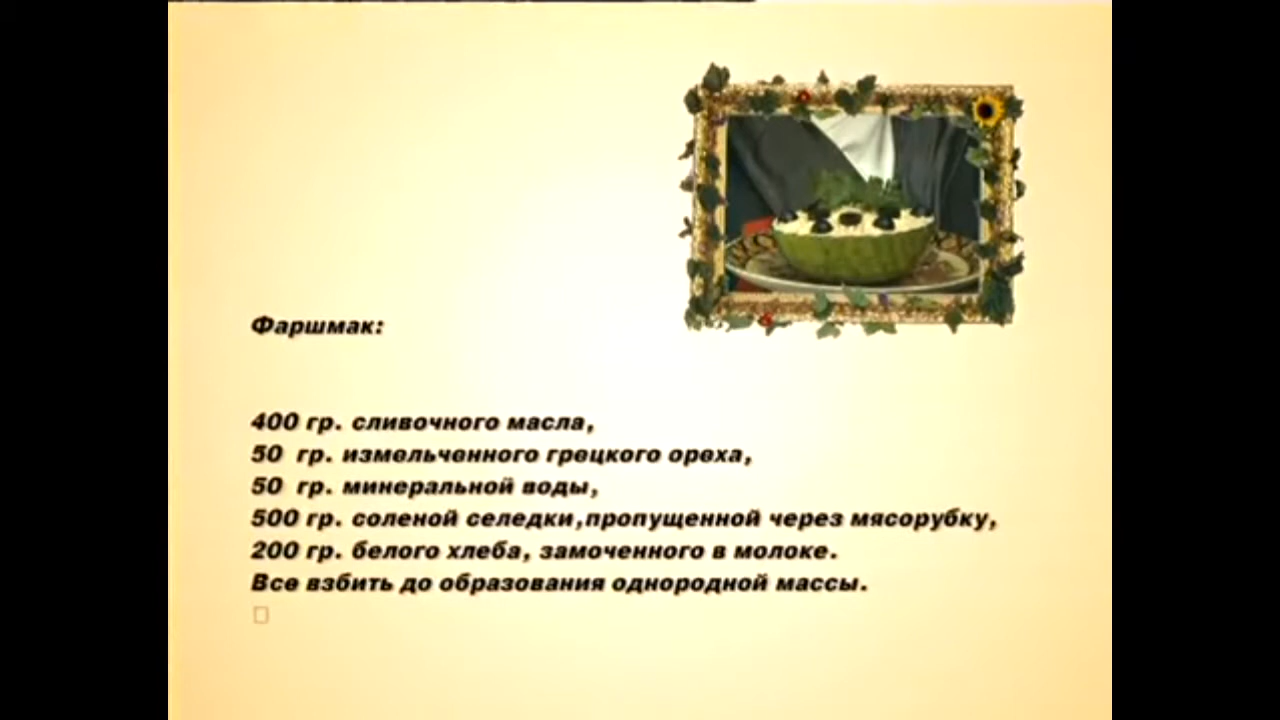 Фаршмак:
400 гр. сливочного масла,
50 гр. измельченного грецкого ореха,
50 гр. минеральной воды,
500 гр. соленой селедки,пропущенной через мясорубку,
200 гр. белого хлеба, замоченного в молоке.
Все взбить до образования однородной массы.